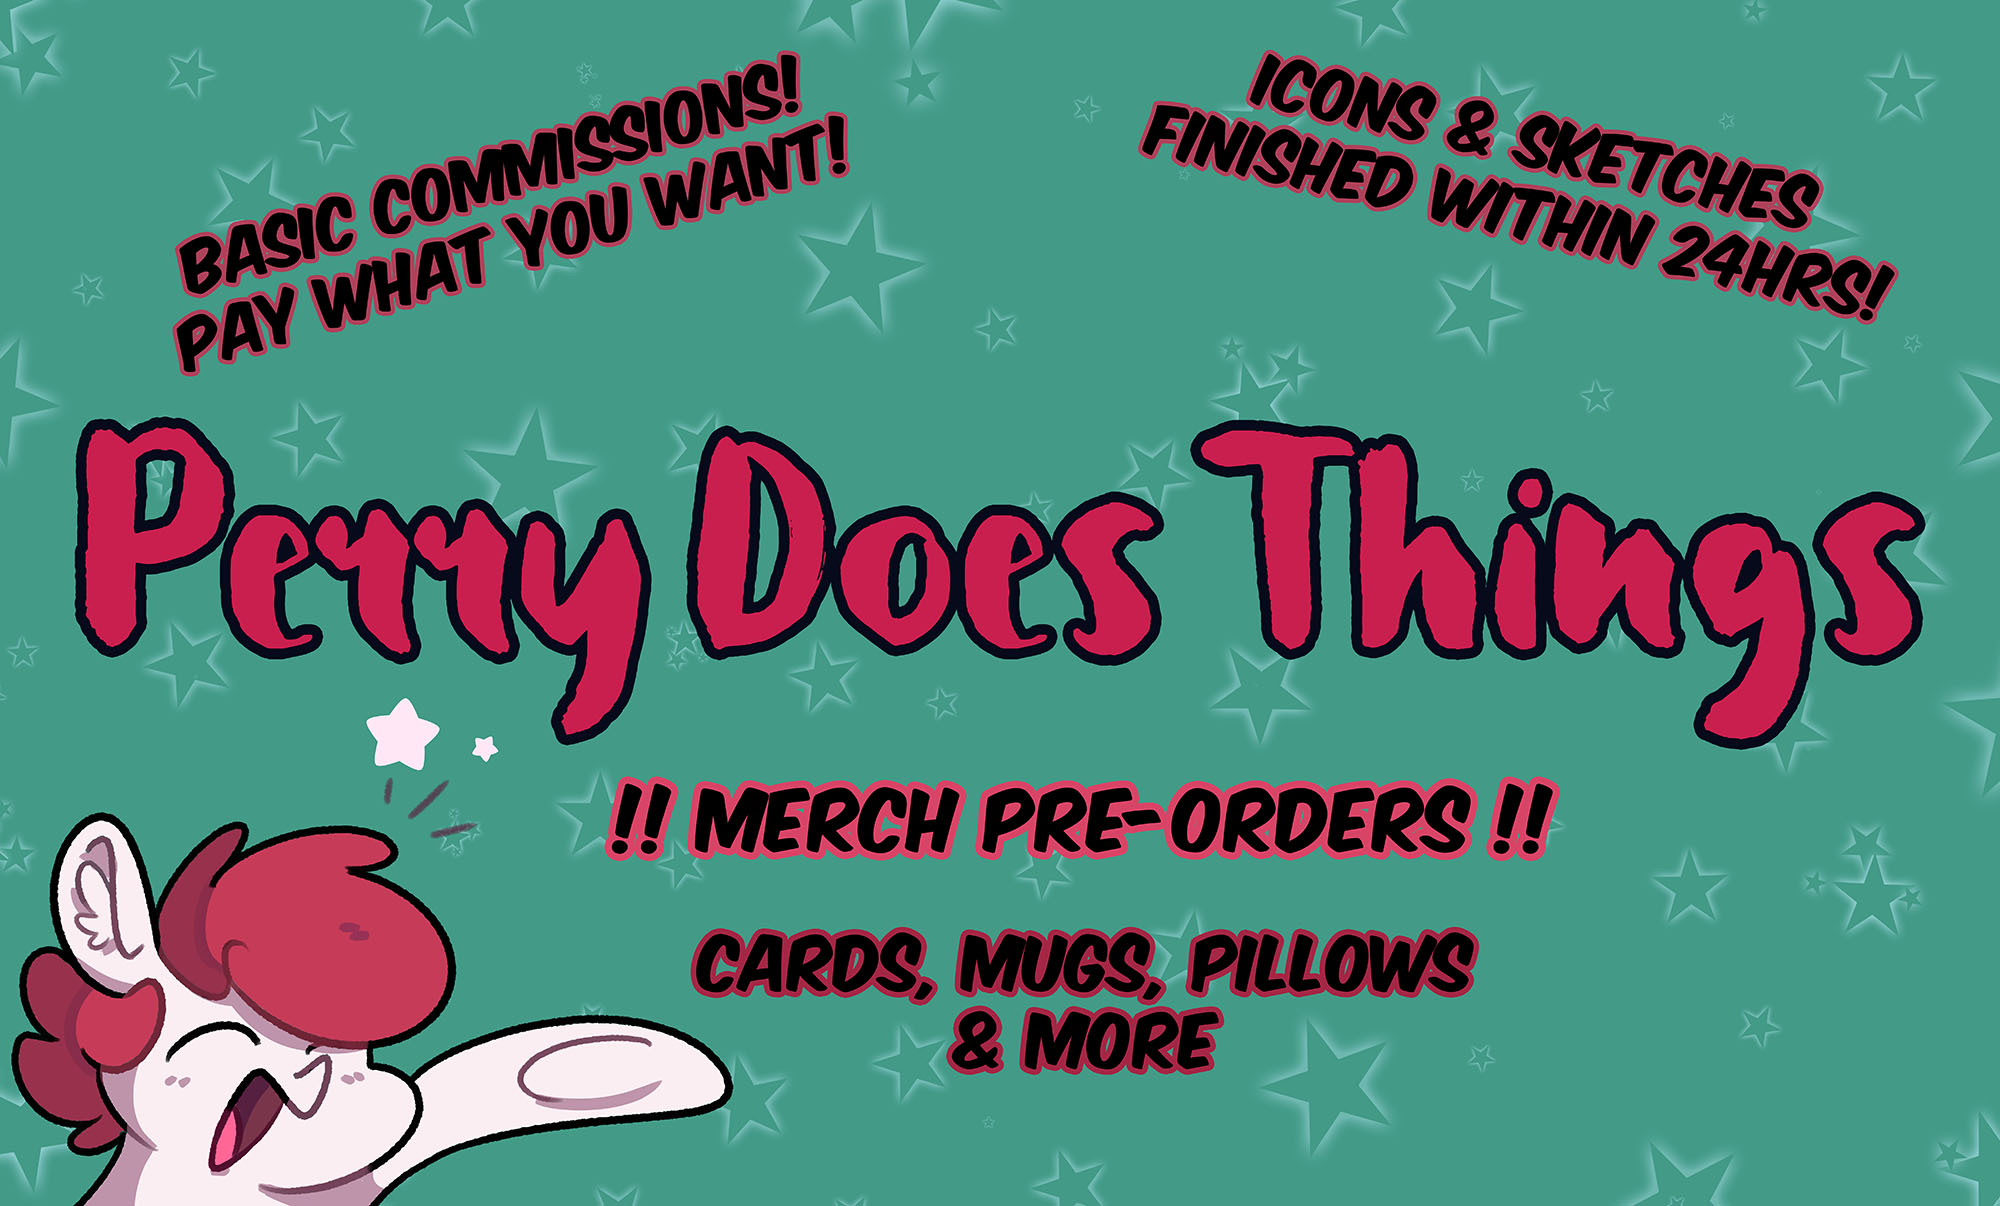 BASIC COMMISSIONS!
PAY WHAT YOU WANT!
ICONS & SKETCHES
FINISHED WITHIN 24HRS!
Perry Does Things
!! MERCH PRE-ORDERS !!
CARDS, MUGS, PILLOWS
& MORE